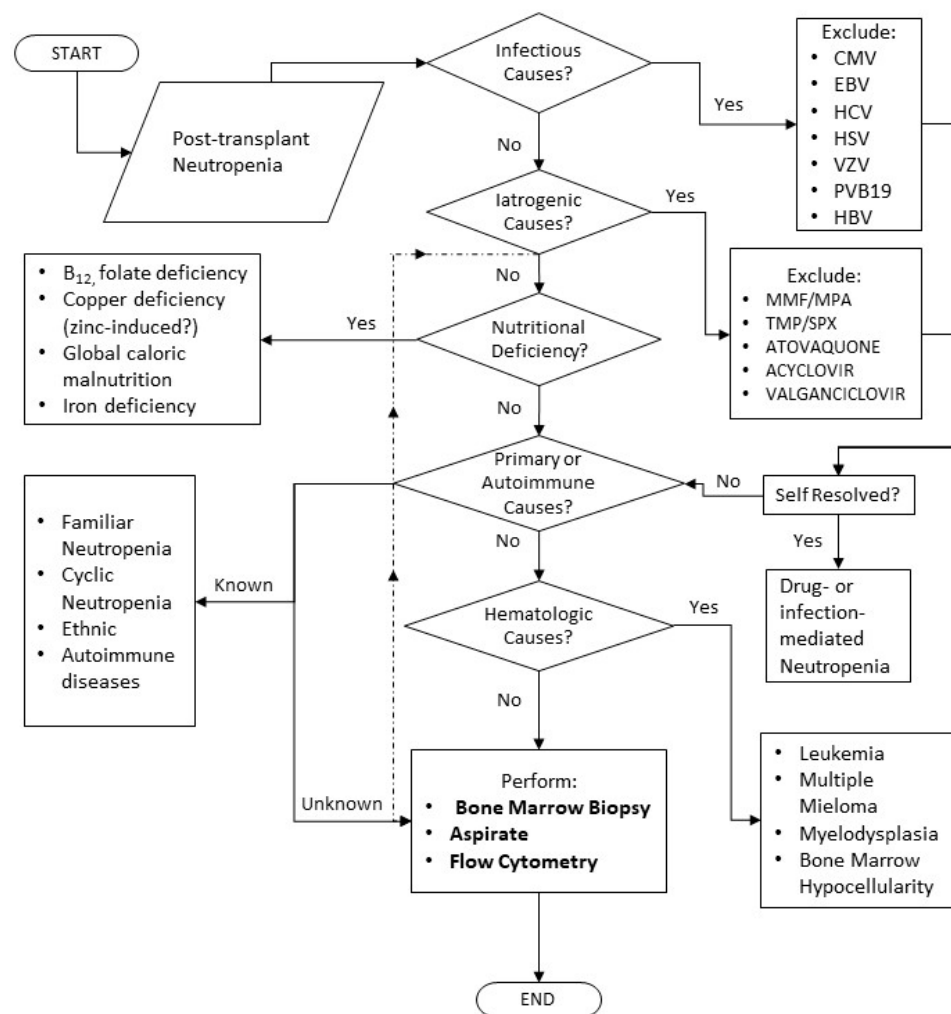 START
Post-transplant
Neutropenia
Infectious
Causes?
Yes
No
Exclude:
• CMV
• EBV
• HCV
• HSV
• VZV
• PVB19
• HBV
Iatrogenic
Causes?
Yes
No
Exclude:
• MMF/MPA
• TMP/SPX
• ATOVAQUONE
• ACYCLOVIR
• VALGANCICLOVIR
Nutritional
Deficiency?
Yes
No
• B12, folate deficiency
• Copper deficiency
(zinc-induced?)
• Global caloric
malnutrition
• Iron deficiency
Primary or
Autoimmune
Causes?
No
Self Resolved?
No
Yes
Drug- or
infection-
mediated
Neutropenia
Known
• Familiar
Neutropenia
• Cyclic
Neutropenia
• Ethnic
• Autoimmune
diseases
Unknown
Hematologic
Causes?
Yes
No
• Leukemia
• Multiple
Mieloma
• Myelodysplasia
• Bone Marrow
Hypocellularity
Perform:
• Bone Marrow Biopsy
• Aspirate
• Flow Cytometry
END